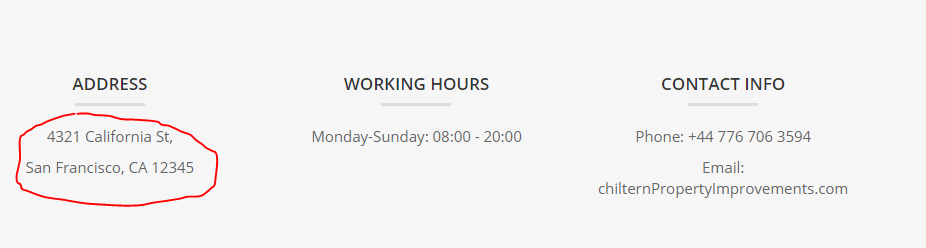 ADDRESS
4321 California St,
San Francisco, CA 12345
WORKING HOURS
Monday-Sunday: 08:00 - 20:00
CONTACT INFO
Phone: +44 776 706 3594
Email:
chilternPropertyImprovements.com